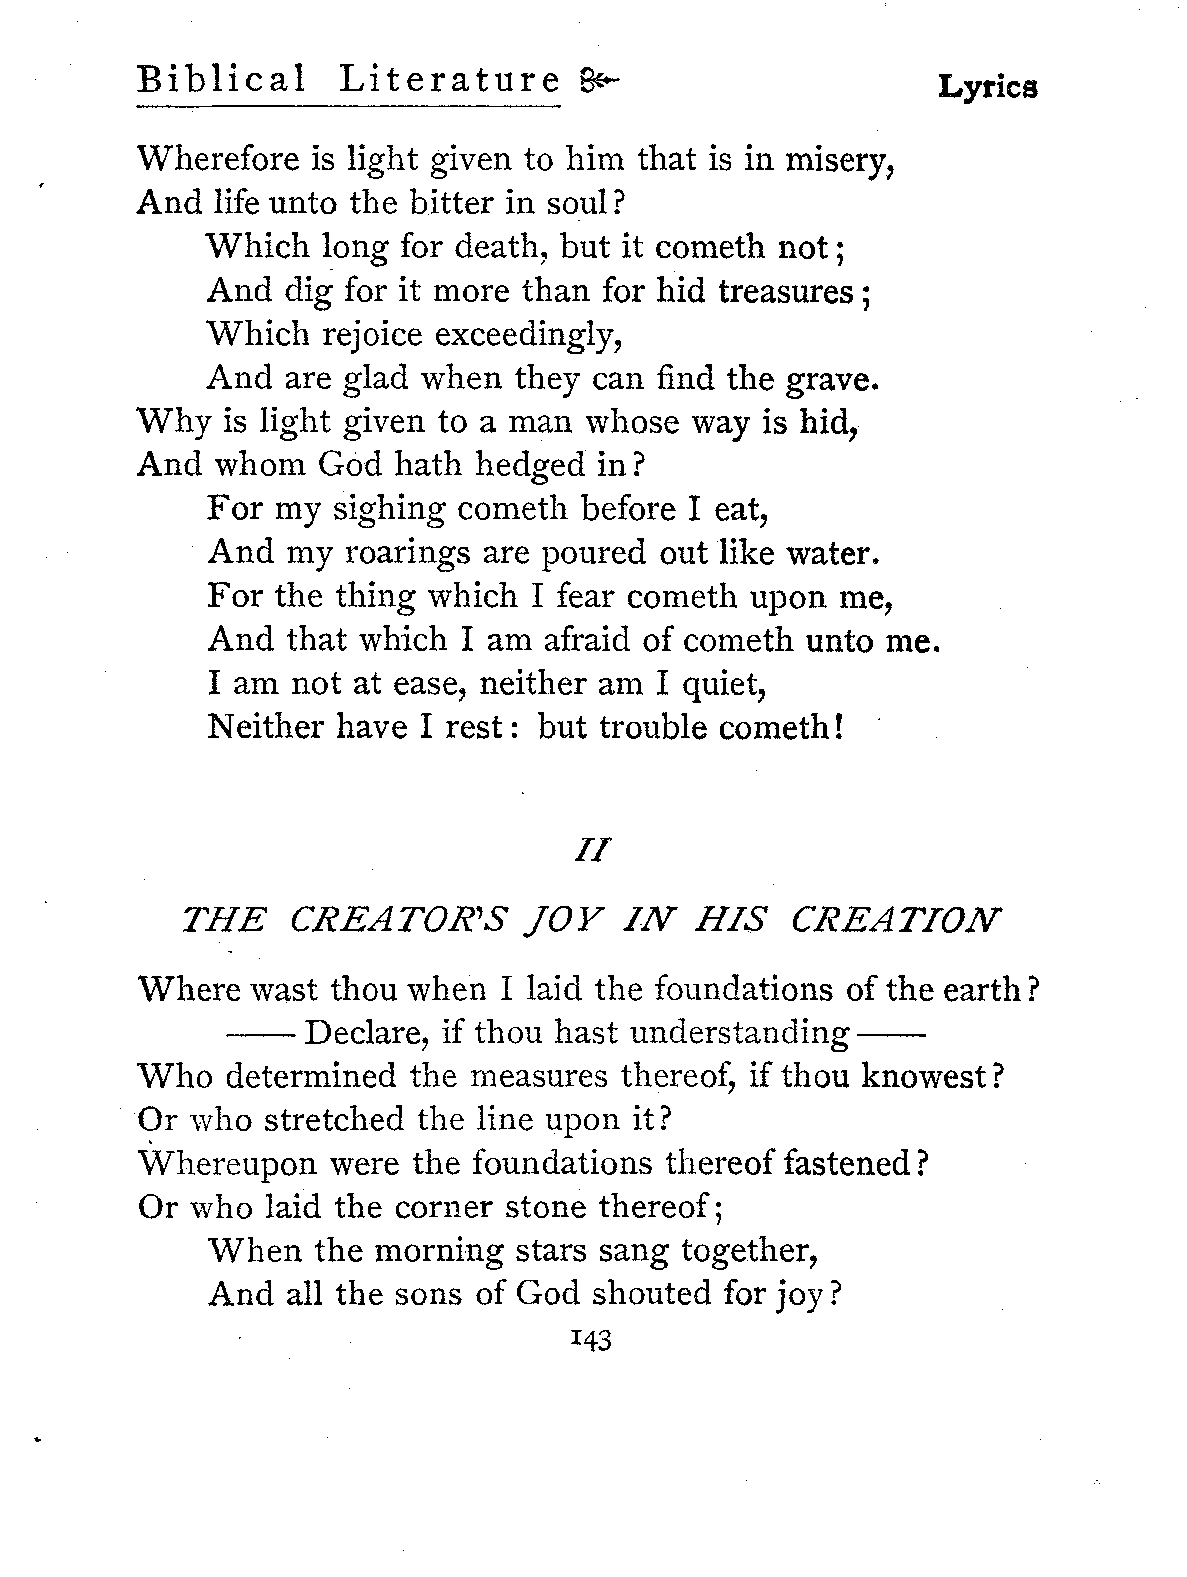 Biblical Literature Lyrics
Wherefore is light given to him that is in misery,
And life unto the bitter in soul?
Which long for death, but it cometh not;
And dig for it more than for hid treasures;
Which rejoice exceedingly,
And are glad when they can find the grave.
Why is light given to a man whose way is hid,
And whom God hath hedged in?
For my sighing cometh before I eat,
And my roarings are poured out like water.
For the thing which I fear cometh upon me,
And that which I am afraid of cometh unto me.
I am not at ease, neither am I quiet,
Neither have I rest: but trouble cometh!
II
THE CREATOR'S JOY IN HIS CREATION
Where wast thou when I laid the foundations of the earth?
—— Declare, if thou hast understanding ——
Who determined the measures thereof, if thou knowest?
Or who stretched the line upon it?
Whereupon were the foundations thereof fastened?
Or who laid the corner stone thereof;
When the morning stars sang together,
And all the sons of God shouted for joy?
143